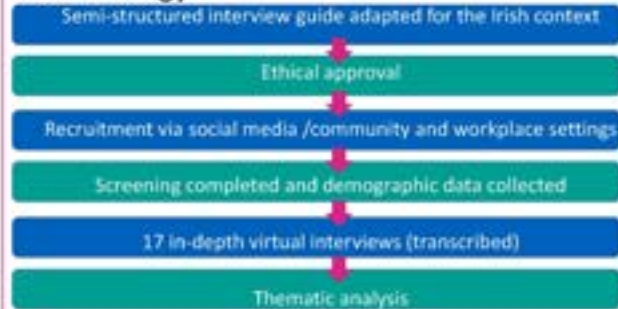 Semi-structured interview guide adapted for the Irish context
Ethical approval
Recruitment via social media /community and workplace settings
Screening completed and demographic data collected
17 in-depth virtual interviews (transcribed)
Thematic analysis